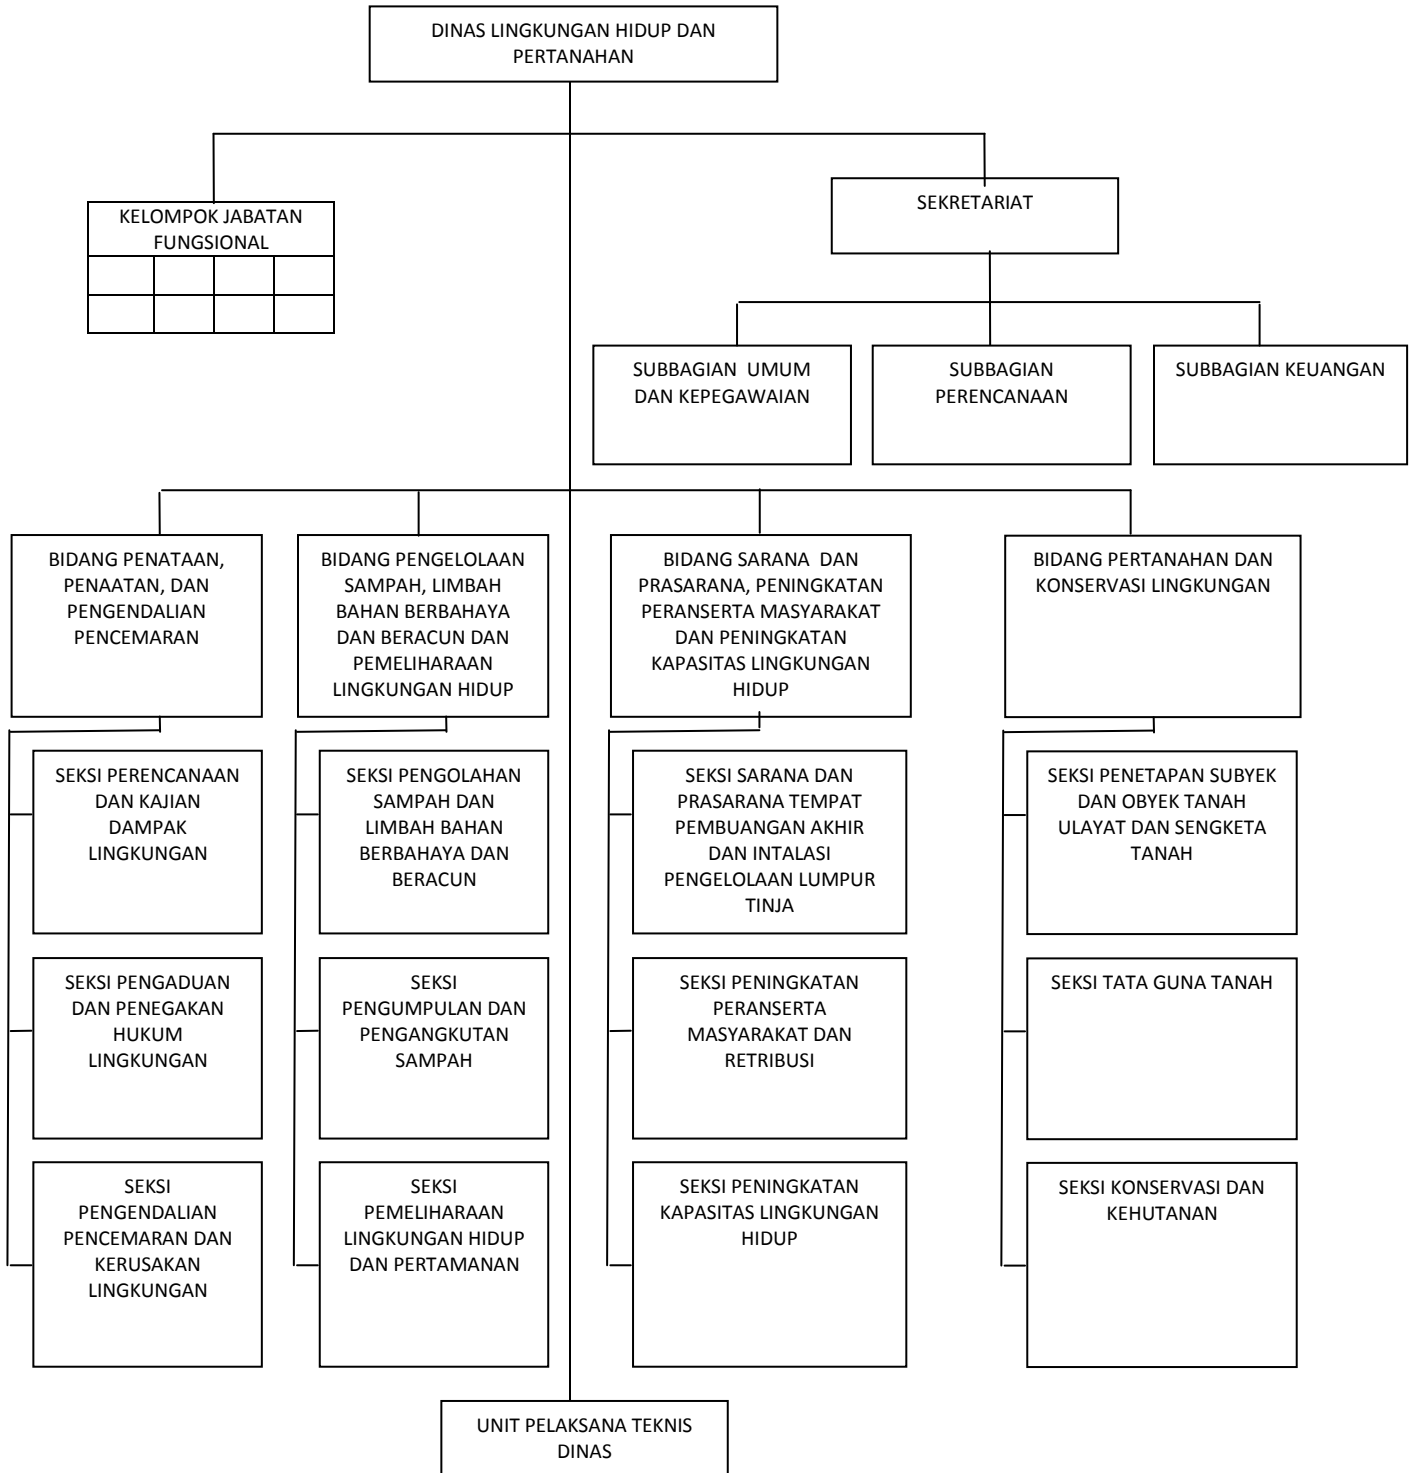 DINAS LINGKUNGAN HIDUP DAN
PERTANAHAN
KELOMPOK JABATAN
FUNGSIONAL
SEKRETARIAT
SUBBAGIAN  UMUM
DAN KEPEGAWAIAN
SUBBAGIAN
PERENCANAAN
SUBBAGIAN KEUANGAN
BIDANG PENATAAN,
PENAATAN, DAN
PENGENDALIAN
PENCEMARAN
BIDANG PENGELOLAAN
SAMPAH, LIMBAH
BAHAN BERBAHAYA
DAN BERACUN DAN
PEMELIHARAAN
LINGKUNGAN HIDUP
BIDANG SARANA  DAN
PRASARANA, PENINGKATAN
PERANSERTA MASYARAKAT
DAN PENINGKATAN
KAPASITAS LINGKUNGAN
HIDUP
BIDANG PERTANAHAN DAN
KONSERVASI LINGKUNGAN
SEKSI PERENCANAAN
DAN KAJIAN
DAMPAK
LINGKUNGAN
SEKSI PENGOLAHAN
SAMPAH DAN
LIMBAH BAHAN
BERBAHAYA DAN
BERACUN
SEKSI SARANA DAN
PRASARANA TEMPAT
PEMBUANGAN AKHIR
DAN INTALASI
PENGELOLAAN LUMPUR
TINJA
SEKSI PENETAPAN SUBYEK
DAN OBYEK TANAH
ULAYAT DAN SENGKETA
TANAH
SEKSI PENGADUAN
DAN PENEGAKAN
HUKUM
LINGKUNGAN
SEKSI
PENGUMPULAN DAN
PENGANGKUTAN
SAMPAH
SEKSI PENINGKATAN
PERANSERTA
MASYARAKAT DAN
RETRIBUSI
SEKSI TATA GUNA TANAH
SEKSI
PENGENDALIAN
PENCEMARAN DAN
KERUSAKAN
LINGKUNGAN
SEKSI
PEMELIHARAAN
LINGKUNGAN HIDUP
DAN PERTAMANAN
SEKSI PENINGKATAN
KAPASITAS LINGKUNGAN
HIDUP
SEKSI KONSERVASI DAN
KEHUTANAN
UNIT PELAKSANA TEKNIS
DINAS